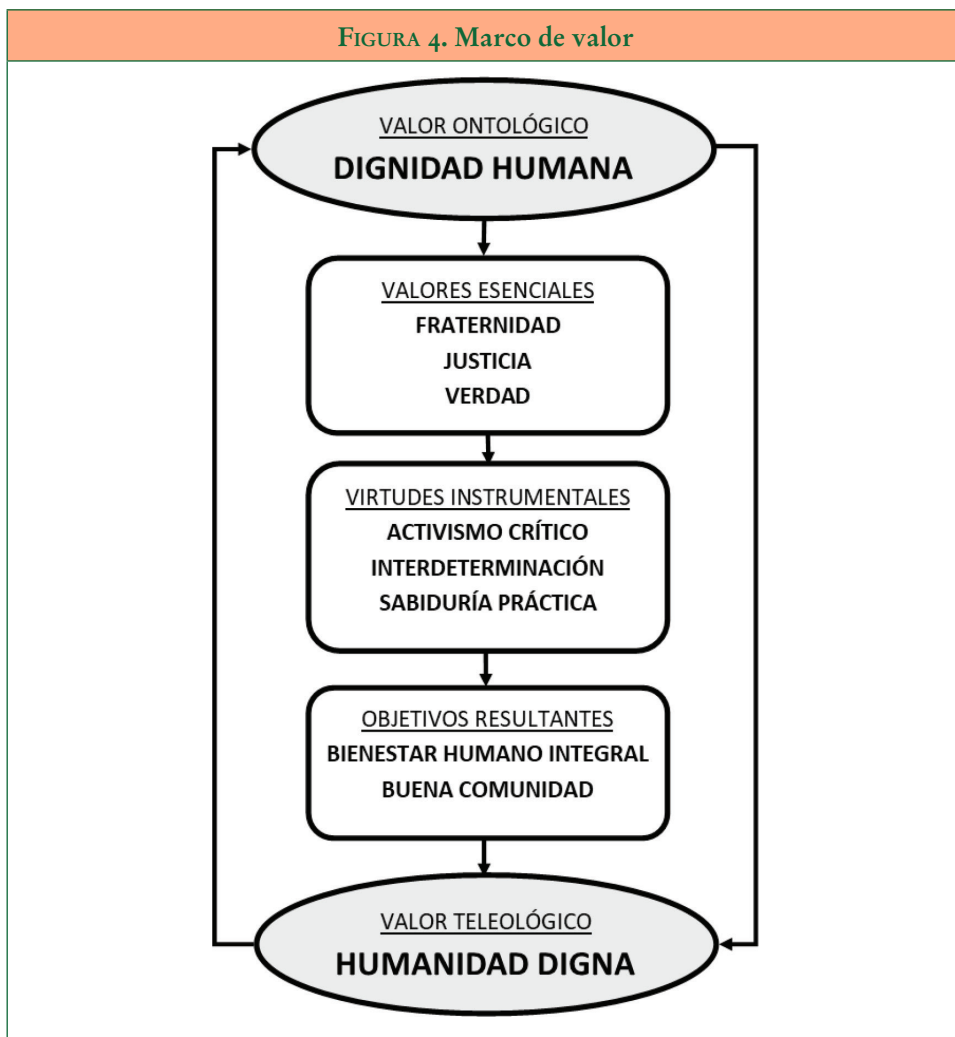 FIGURA 4. Marco de valor
VALOR ONTOLÓGICO
DIGNIDAD HUMANA
VALORES ESENCIALES
FRATERNIDAD
JUSTICIA
VERDAD
VIRTUDES INSTRUMENTALES
ACTIVISMO CRÍTICO
INTERDETERMINACIÓN
SABIDURÍA PRÁCTICA
OBJETIVOS RESULTANTES
BIENESTAR HUMANO INTEGRAL
BUENA COMUNIDAD
VALOR TELEOLÓGICO
HUMANIDAD DIGNA